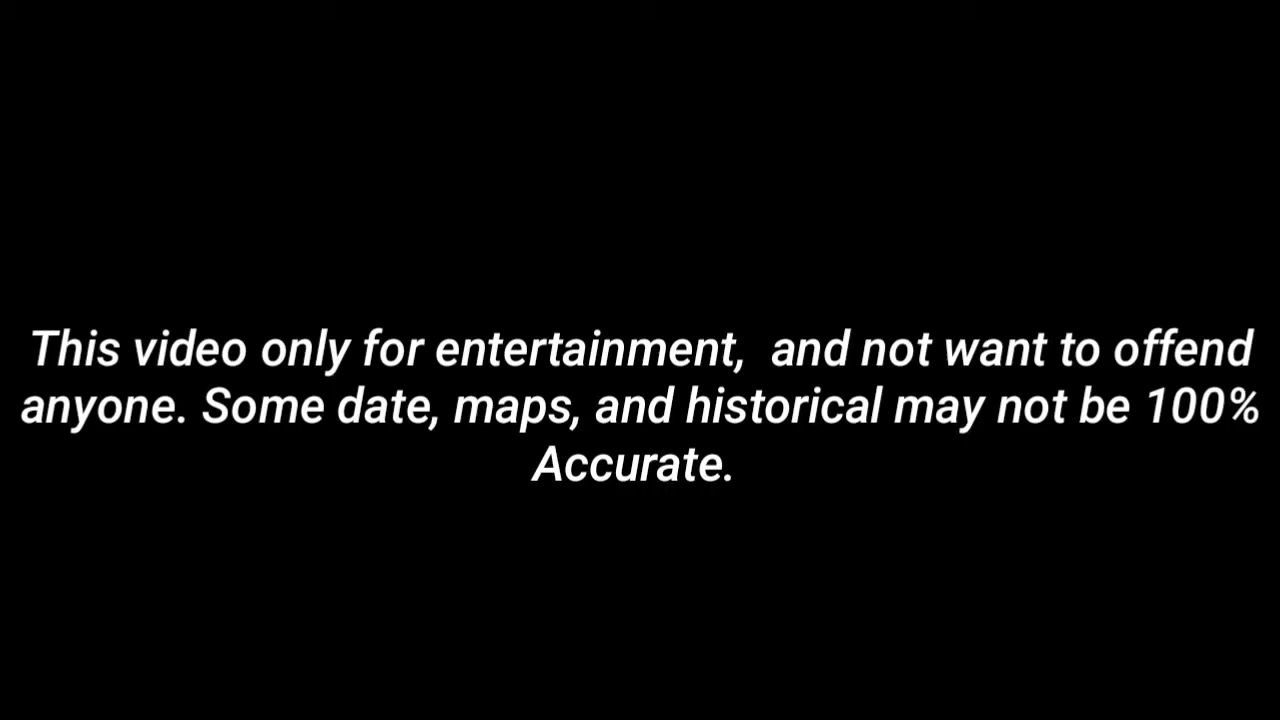 This video only for entertainment,  and not want to offend
anyone. Some date, maps, and historical may not be 100%
Accurate.